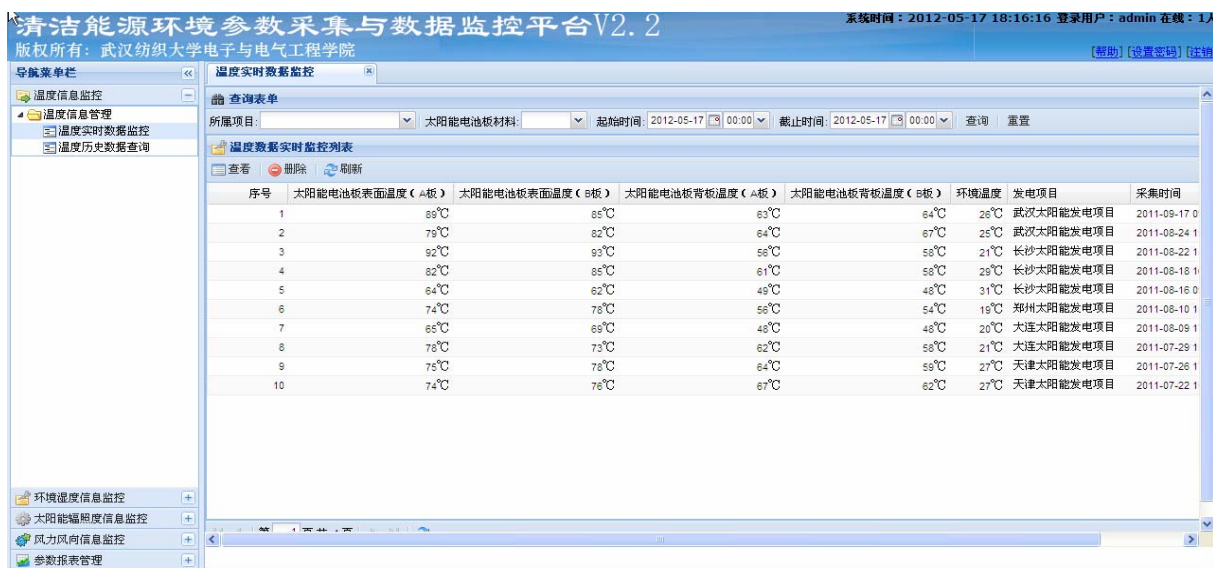 清洁能源环境参数采集与数据监控平台V2.2
系统时间：2012-05-17 18:16:16 登录用户：admin 在线：1人
版权所有：武汉纺织大学电子与电气工程学院
[帮助] [设置密码] [注销
导航菜单栏
温度实时数据监控
温度信息监控
温度信息管理
温度实时数据监控
温度历史数据查询
查询表单
所属项目: 太阳能电池板材料: 起始时间: 2012-05-17 00:00 截止时间: 2012-05-17 00:00 查询 重置
温度数据实时监控列表
查看 删除 刷新
序号 太阳能电池板表面温度(A板) 太阳能电池板表面温度(B板) 太阳能电池板背板温度(A板) 太阳能电池板背板温度(B板) 环境温度 发电项目 采集时间
1 89℃ 85℃ 63℃ 64℃ 26℃ 武汉太阳能发电项目 2011-09-17 0
2 79℃ 82℃ 64℃ 67℃ 25℃ 武汉太阳能发电项目 2011-08-24 1
3 92℃ 93℃ 56℃ 58℃ 21℃ 长沙太阳能发电项目 2011-08-22 1
4 82℃ 85℃ 61℃ 58℃ 29℃ 长沙太阳能发电项目 2011-08-18 1
5 64℃ 62℃ 49℃ 48℃ 31℃ 长沙太阳能发电项目 2011-08-16 0
6 74℃ 78℃ 56℃ 54℃ 19℃ 郑州太阳能发电项目 2011-08-10 1
7 65℃ 69℃ 48℃ 48℃ 20℃ 大连太阳能发电项目 2011-08-09 1
8 78℃ 73℃ 62℃ 58℃ 21℃ 大连太阳能发电项目 2011-07-29 1
9 75℃ 78℃ 64℃ 59℃ 27℃ 天津太阳能发电项目 2011-07-26 1
10 74℃ 76℃ 67℃ 62℃ 27℃ 天津太阳能发电项目 2011-07-22 1
环境湿度信息监控
太阳能辐照度信息监控
风力风向信息监控
参数报表管理